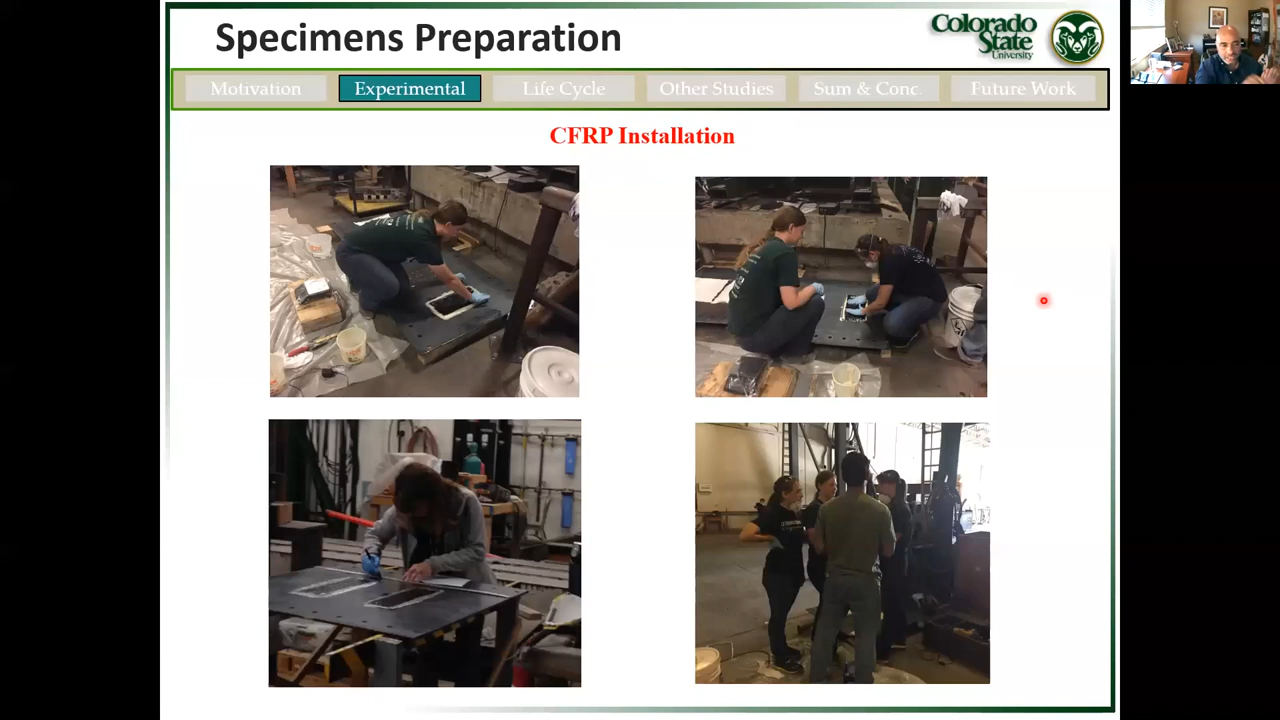 Specimens Preparation
Colorado
State
University
Motivation
Experimental
Life Cycle
Other Studies
Sum & Conc.
Future Work
CFRP Installation